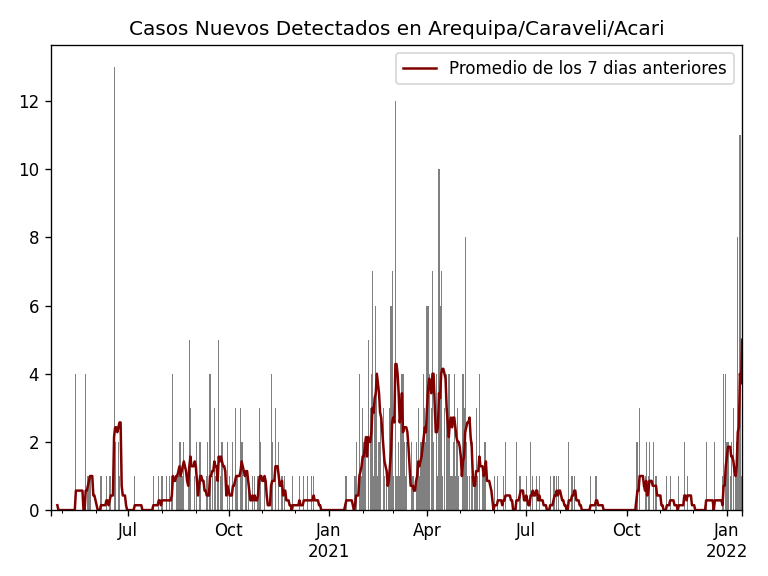 Casos Nuevos Detectados en Arequipa/Caraveli/Acari
Promedio de los 7 dias anteriores
12
10
8
6
4
2
0
Jul
Oct
Jan
2021
Apr
Jul
Oct
Jan
2022